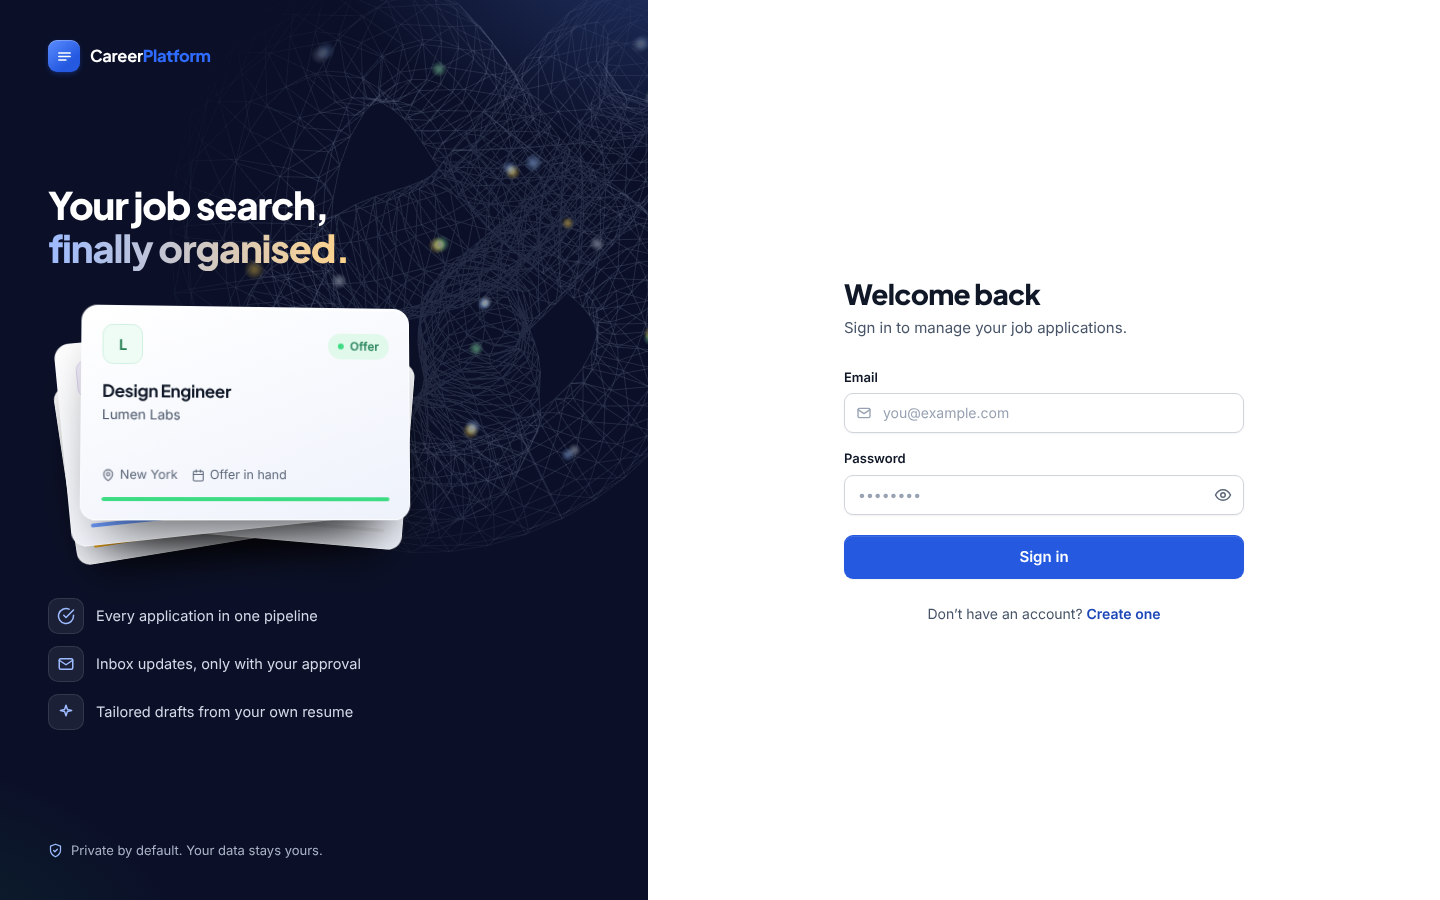 CareerPlatform
Your job search,
finally organised.
L
Offer
Design Engineer
Lumen Labs
New York
Offer in hand
Every application in one pipeline
Inbox updates, only with your approval
Tailored drafts from your own resume
Private by default. Your data stays yours.
Welcome back
Sign in to manage your job applications.
Email
you@example.com
Password
••••••••
Sign in
Don’t have an account? Create one